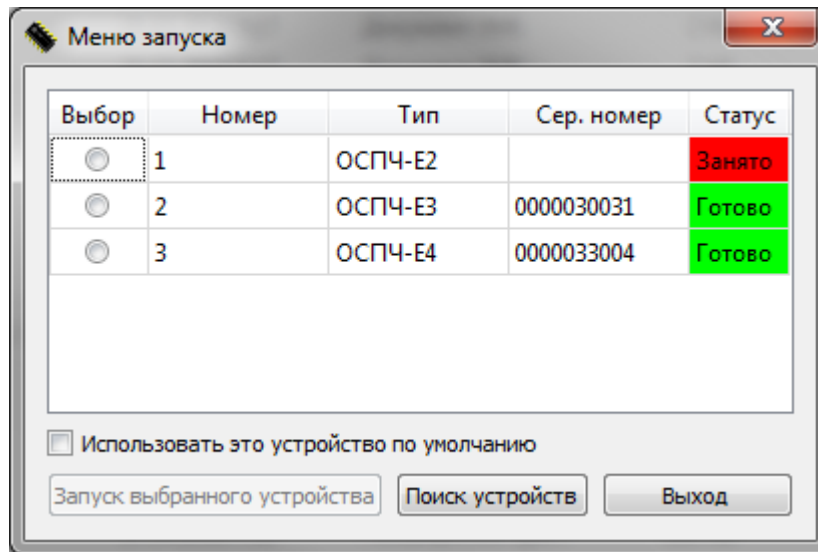 Меню запуска
Выбор Номер Тип Сер. номер Статус
1 ОСПЧ-Е2 Занято
2 ОСПЧ-Е3 0000030031 Готово
3 ОСПЧ-Е4 0000033004 Готово
Использовать это устройство по умолчанию
Запуск выбранного устройства Поиск устройств Выход